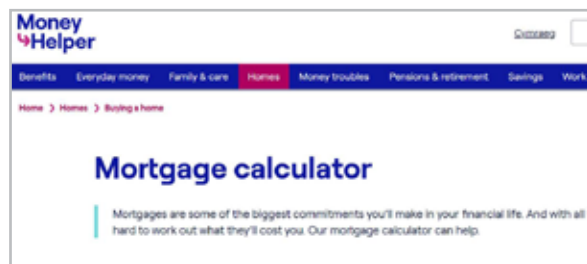 Money
Helper
Cymraeg
Benefits Everyday money Family & care Homes Money troubles Pensions & retirement Savings Work
Home > Homes > Buying a home
Mortgage calculator
Mortgages are some of the biggest commitments you'll make in your financial life. And with all
hard to work out what they'll cost you. Our mortgage calculator can help.